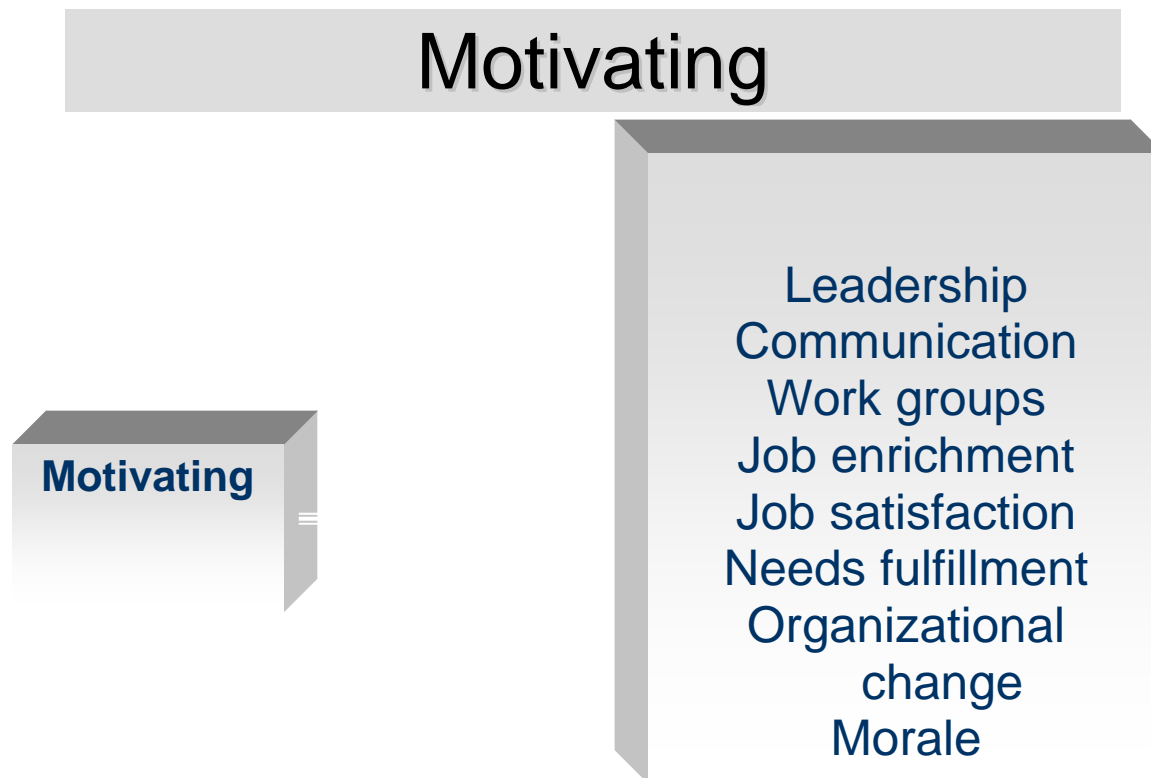 Motivating
Motivating
Leadership
Communication
Work groups
Job enrichment
Job satisfaction
Needs fulfillment
Organizational
change
Morale